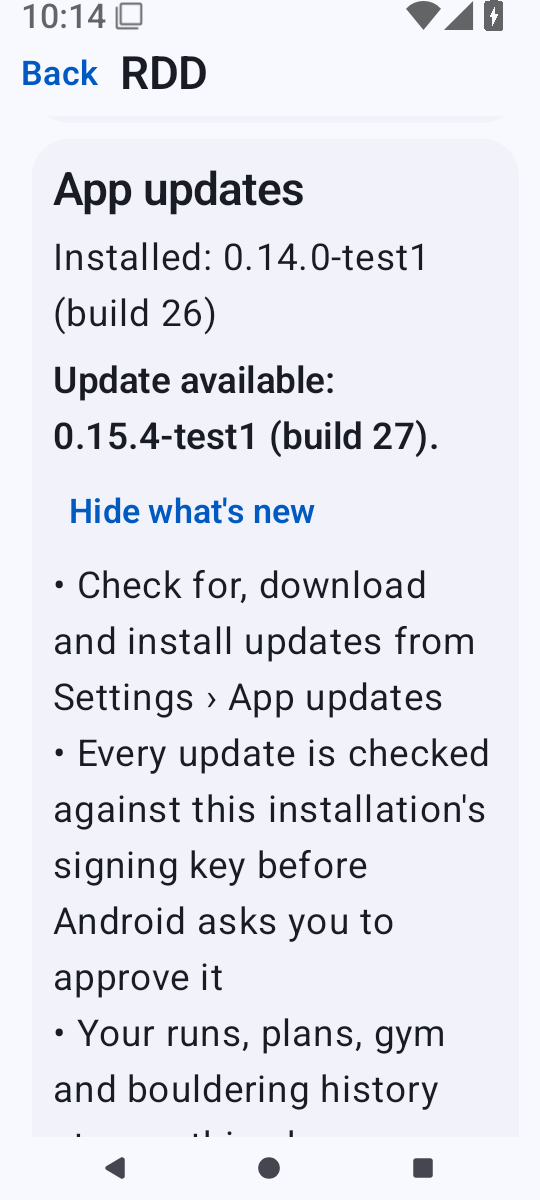 10:14
Back RDD
App updates
Installed: 0.14.0-test1
(build 26)
Update available:
0.15.4-test1 (build 27).
Hide what's new
• Check for, download
and install updates from
Settings › App updates
• Every update is checked
against this installation's
signing key before
Android asks you to
approve it
• Your runs, plans, gym
and bouldering history